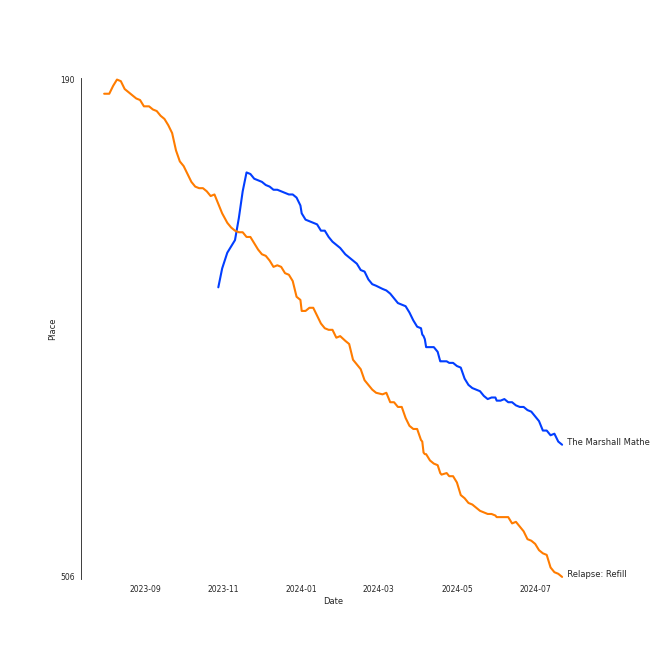 190
Place
The Marshall Mathe
Relapse: Refill
506
2023-09 2023-11 2024-01 2024-03 2024-05 2024-07
Date